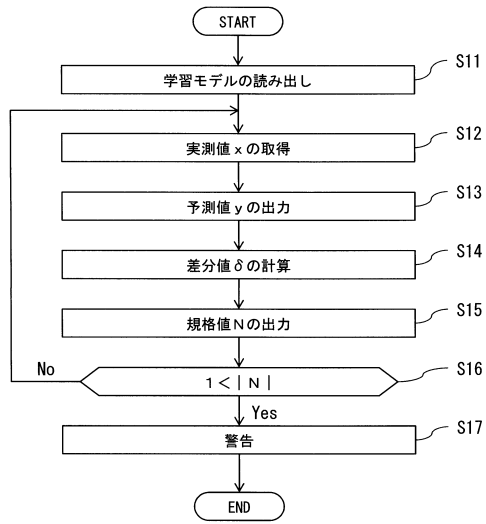 START
S11
学習モデルの読み出し
S12
実測値xの取得
S13
予測値yの出力
S14
差分値δの計算
S15
規格値Nの出力
S16
No
1<|N|
Yes
S17
警告
END